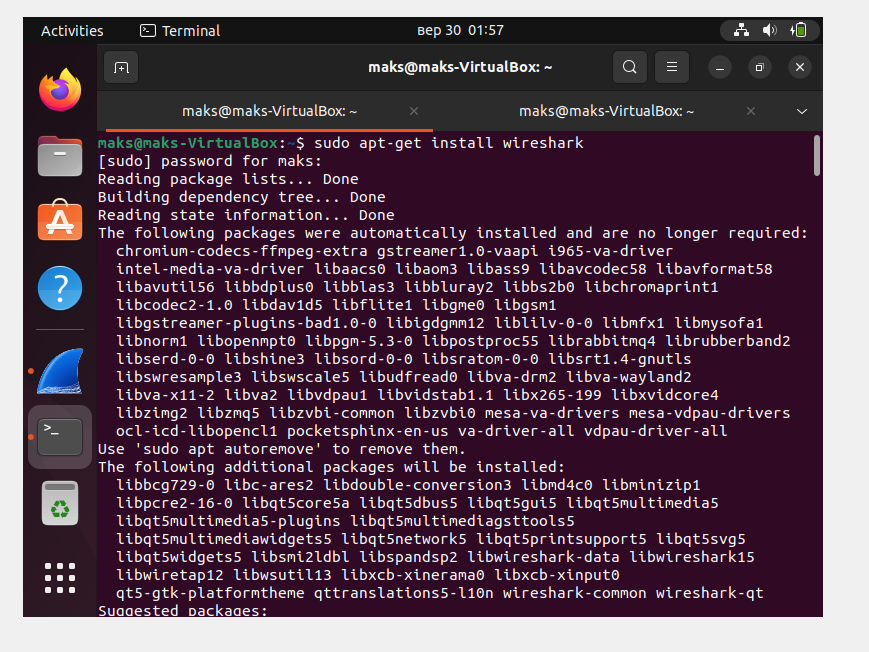 Activities
Terminal
вер 30 01:57
maks@maks-VirtualBox: ~
maks@maks-VirtualBox: ~
maks@maks-VirtualBox: ~
maks@maks-VirtualBox:~$ sudo apt-get install wireshark
[sudo] password for maks:
Reading package lists... Done
Building dependency tree... Done
Reading state information... Done
The following packages were automatically installed and are no longer required:
chromium-codecs-ffmpeg-extra gstreamer1.0-vaapi i965-va-driver
intel-media-va-driver libaacs0 libaom3 libass9 libavcodec58 libavformat58
libavutil56 libbdplus0 libblas3 libbluray2 libbs2b0 libchromaprint1
libcodec2-1.0 libdav1d5 libflite1 libgme0 libgsm1
libgstreamer-plugins-bad1.0-0 libigdgmm12 liblilv-0-0 libmfx1 libmysofa1
libnorm1 libopenmpt0 libpgm-5.3-0 libpostproc55 librabbitmq4 librubberband2
libserd-0-0 libshine3 libsord-0-0 libsratom-0-0 libsrt1.4-gnutls
libswresample3 libswscale5 libudfread0 libva-drm2 libva-wayland2
libva-x11-2 libva2 libvdpau1 libvidstab1.1 libx265-199 libxvidcore4
libzimg2 libzmq5 libzvbi-common libzvbi0 mesa-va-drivers mesa-vdpau-drivers
ocl-icd-libopencl1 pocketsphinx-en-us va-driver-all vdpau-driver-all
Use 'sudo apt autoremove' to remove them.
The following additional packages will be installed:
libbcg729-0 libc-ares2 libdouble-conversion3 libmd4c0 libminizip1
libpcre2-16-0 libqt5core5a libqt5dbus5 libqt5gui5 libqt5multimedia5
libqt5multimedia5-plugins libqt5multimediagsttools5
libqt5multimediawidgets5 libqt5network5 libqt5printsupport5 libqt5svg5
libqt5widgets5 libsmi2ldbl libspandsp2 libwireshark-data libwireshark15
libwiretap12 libwsutil13 libxcb-xinerama0 libxcb-xinput0
qt5-gtk-platformtheme qttranslations5-l10n wireshark-common wireshark-qt
Suggested packages: